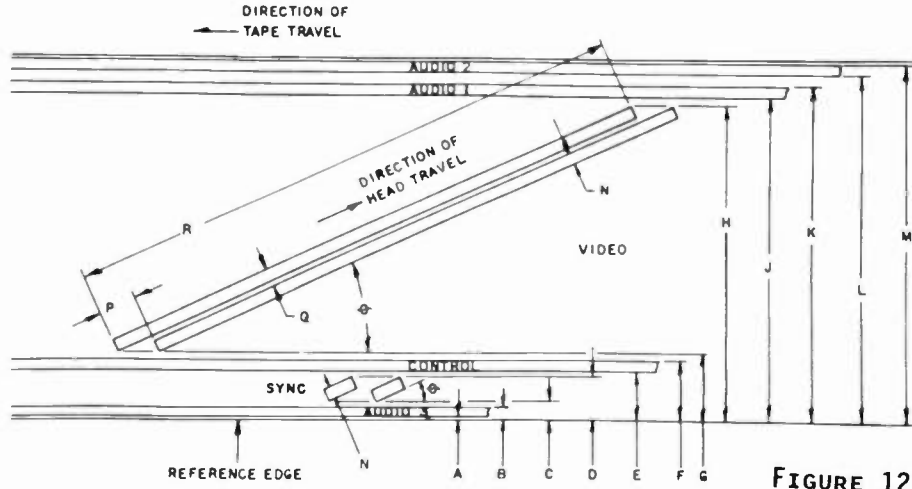 DIRECTION OF
TAPE TRAVEL
AUDIO 2
AUDIO 1
DIRECTION OF
HEAD TRAVEL
N
R
H
K
M
VIDEO
J
L
P
Q
θ
CONTROL
SYNC
θ
AUDIO 3
N
A
B
C
D
E
F
G
REFERENCE EDGE
FIGURE 12